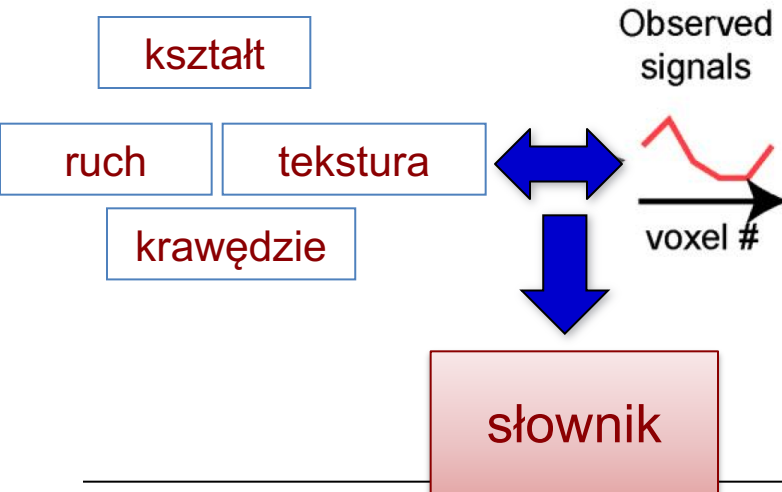 kształt
Observed
signals
ruch
tekstura
krawędzie
voxel #
słownik